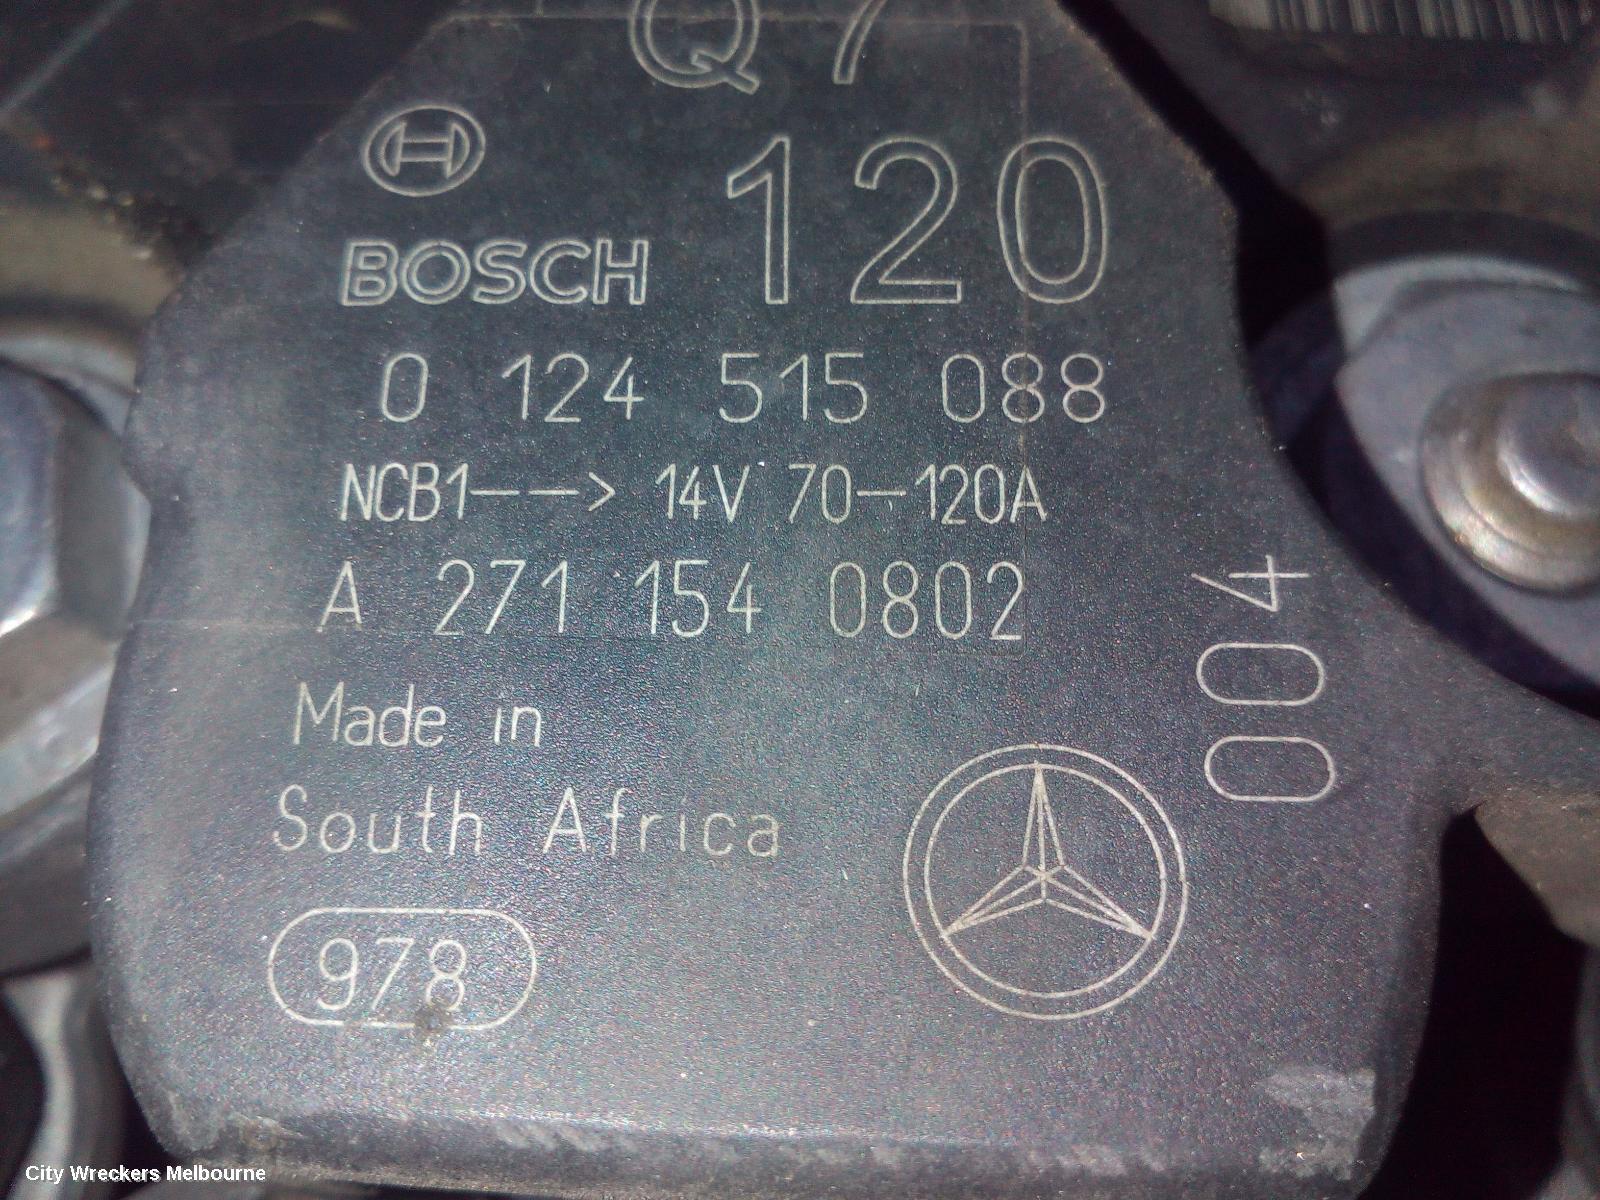 Q7
120
BOSCH
0 124 515 088
NCB1--> 14V 70-120A
A 271 154 0802
004
Made in
South Africa
978
City Wreckers Melbourne